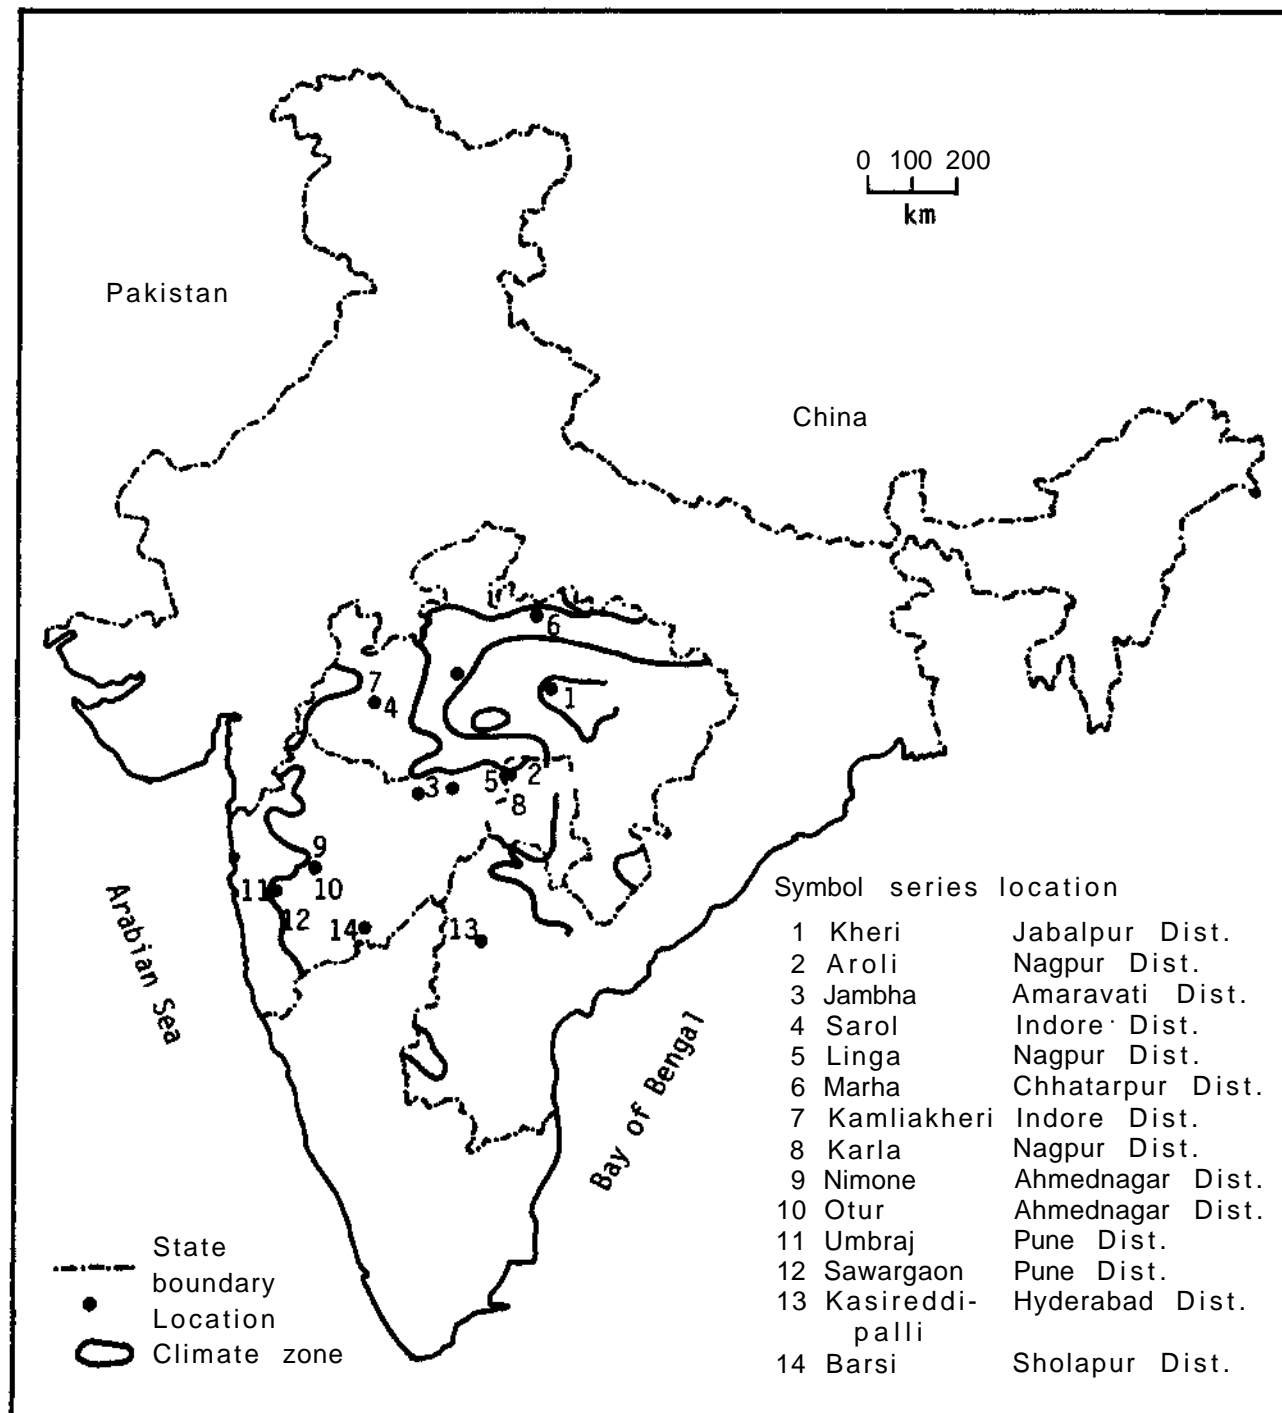 0 100 200
km
Pakistan
China
6
7
4
1
3
5
2
8
9
10
11
12
14
13
Arabian Sea
Bay of Bengal
Symbol series location
1 Kheri Jabalpur Dist.
2 Aroli Nagpur Dist.
3 Jambha Amaravati Dist.
4 Sarol Indore Dist.
5 Linga Nagpur Dist.
6 Marha Chhatarpur Dist.
7 Kamliakheri Indore Dist.
8 Karla Nagpur Dist.
9 Nimone Ahmednagar Dist.
10 Otur Ahmednagar Dist.
11 Umbraj Pune Dist.
12 Sawargaon Pune Dist.
13 Kasireddi- Hyderabad Dist.
palli
14 Barsi Sholapur Dist.
State
boundary
Location
Climate zone